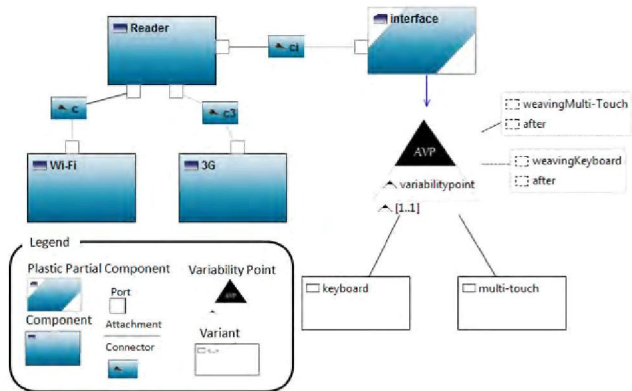 Reader
interface
ci
c
c3
Wi-Fi
3G
AVP
variabilitypoint
[1..1]
weavingMulti-Touch
after
weavingKeyboard
after
keyboard
multi-touch
Legend
Plastic Partial Component
Variability Point
Port
Component
Attachment
Connector
Variant